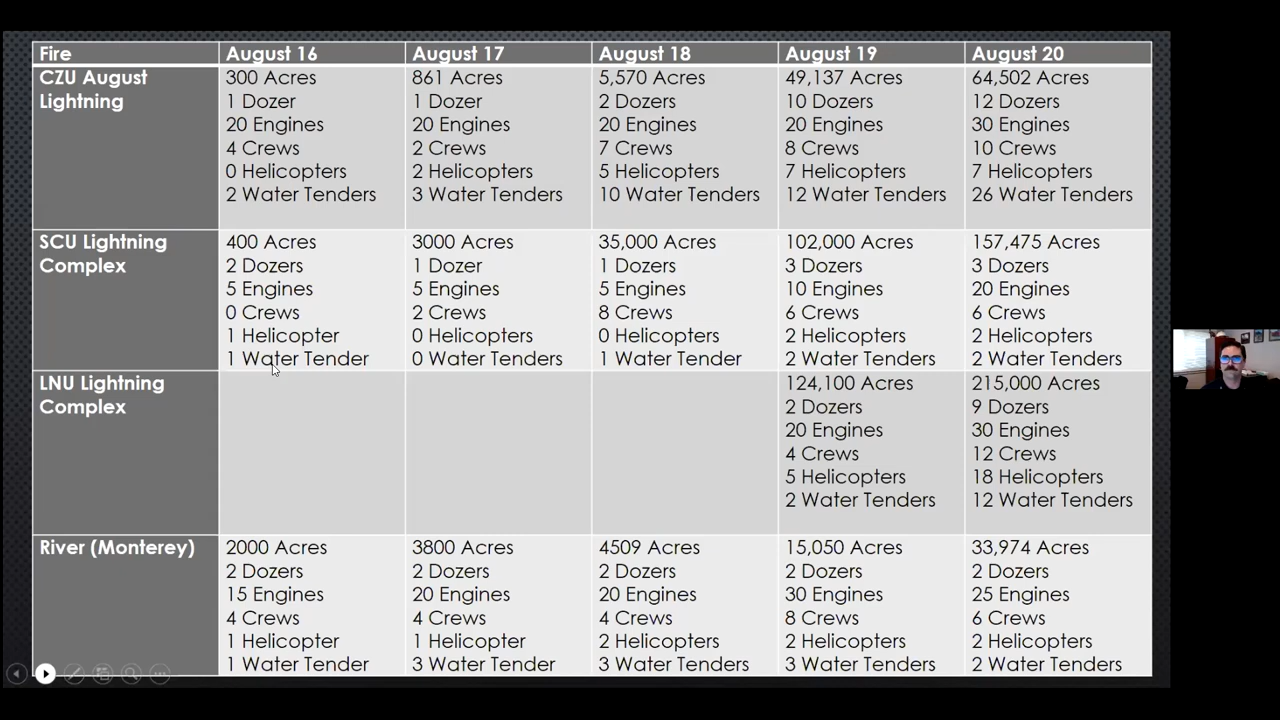 Fire
August 16
August 17
August 18
August 19
August 20
CZU August
Lightning
300 Acres
1 Dozer
20 Engines
4 Crews
0 Helicopters
2 Water Tenders
861 Acres
1 Dozer
20 Engines
2 Crews
2 Helicopters
3 Water Tenders
5,570 Acres
2 Dozers
20 Engines
7 Crews
5 Helicopters
10 Water Tenders
49,137 Acres
10 Dozers
20 Engines
8 Crews
7 Helicopters
12 Water Tenders
64,502 Acres
12 Dozers
30 Engines
10 Crews
7 Helicopters
26 Water Tenders
SCU Lightning
Complex
400 Acres
2 Dozers
5 Engines
0 Crews
1 Helicopter
1 Water Tender
3000 Acres
1 Dozer
5 Engines
2 Crews
0 Helicopters
0 Water Tenders
35,000 Acres
1 Dozers
5 Engines
8 Crews
0 Helicopters
1 Water Tender
102,000 Acres
3 Dozers
10 Engines
6 Crews
2 Helicopters
2 Water Tenders
157,475 Acres
3 Dozers
20 Engines
6 Crews
2 Helicopters
2 Water Tenders
LNU Lightning
Complex
124,100 Acres
2 Dozers
20 Engines
4 Crews
5 Helicopters
2 Water Tenders
215,000 Acres
9 Dozers
30 Engines
12 Crews
18 Helicopters
12 Water Tenders
River (Monterey)
2000 Acres
2 Dozers
15 Engines
4 Crews
1 Helicopter
1 Water Tender
3800 Acres
2 Dozers
20 Engines
4 Crews
1 Helicopter
3 Water Tender
4509 Acres
2 Dozers
20 Engines
4 Crews
2 Helicopters
3 Water Tenders
15,050 Acres
2 Dozers
30 Engines
8 Crews
2 Helicopters
3 Water Tenders
33,974 Acres
2 Dozers
25 Engines
6 Crews
2 Helicopters
2 Water Tenders